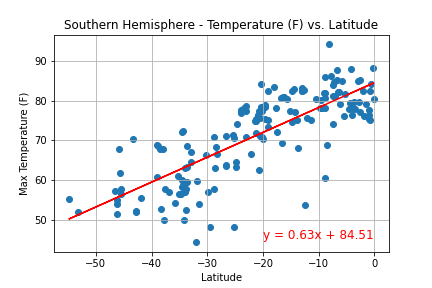 Southern Hemisphere - Temperature (F) vs. Latitude
Max Temperature (F)
90
80
70
60
50
y = 0.63x + 84.51
−50
−40
−30
−20
−10
0
Latitude